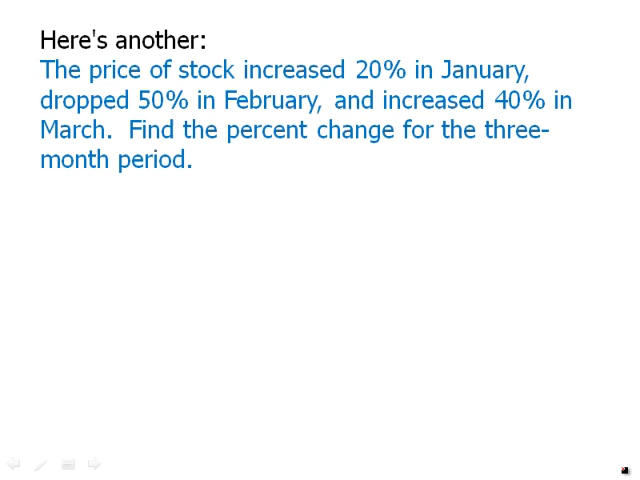 Here's another:
The price of stock increased 20% in January,
dropped 50% in February, and increased 40% in
March. Find the percent change for the three-
month period.